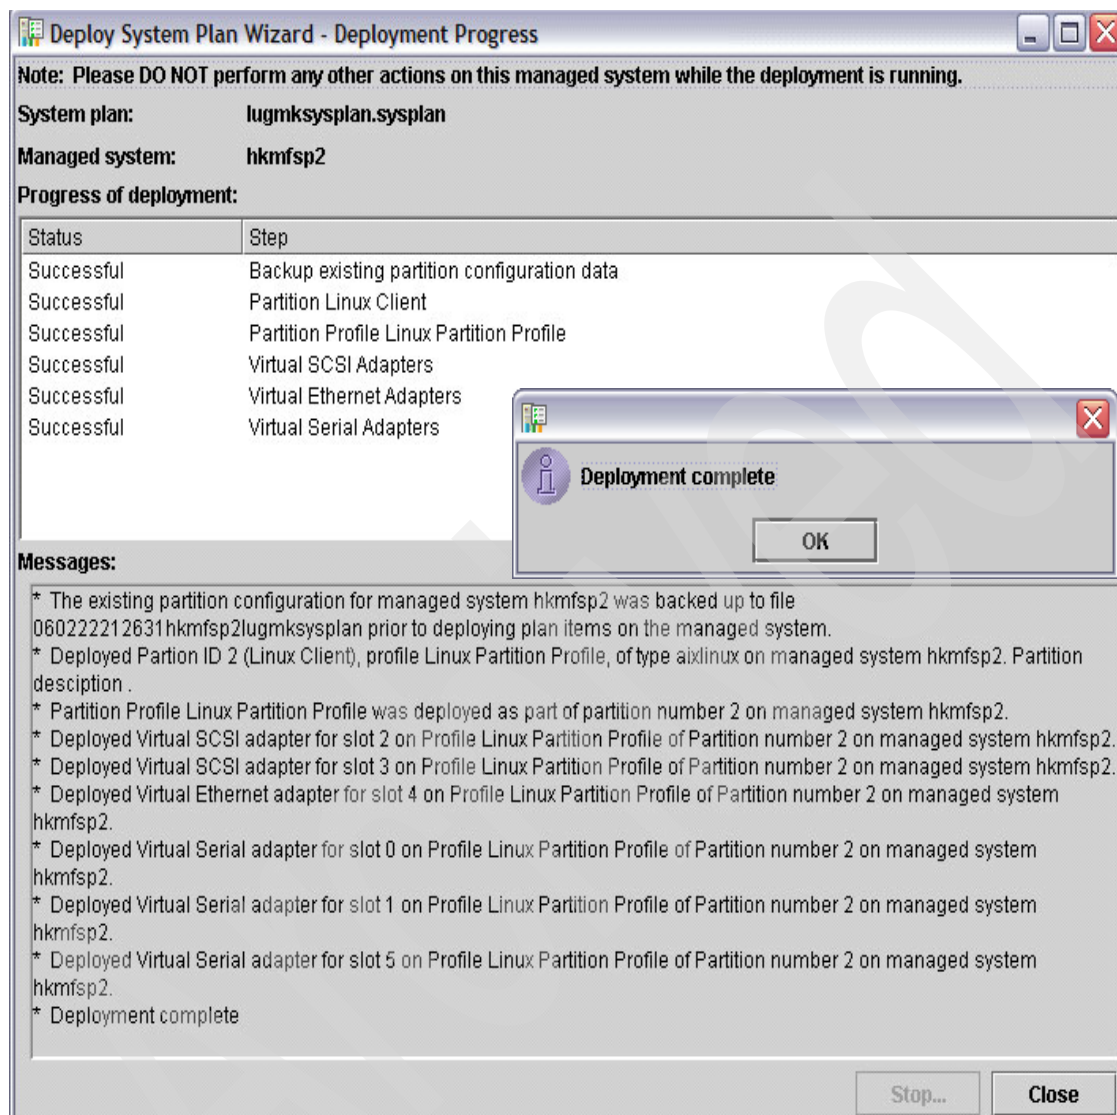 Deploy System Plan Wizard - Deployment Progress
Note: Please DO NOT perform any other actions on this managed system while the deployment is running.
System plan: lugmksysplan.sysplan
Managed system: hkmfsp2
Progress of deployment:
Status Step
Successful Backup existing partition configuration data
Successful Partition Linux Client
Successful Partition Profile Linux Partition Profile
Successful Virtual SCSI Adapters
Successful Virtual Ethernet Adapters
Successful Virtual Serial Adapters
Deployment complete
OK
Messages:
* The existing partition configuration for managed system hkmfsp2 was backed up to file
060222212631hkmfsp2lugmksysplan prior to deploying plan items on the managed system.
* Deployed Partion ID 2 (Linux Client), profile Linux Partition Profile, of type aixlinux on managed system hkmfsp2. Partition
desciption .
* Partition Profile Linux Partition Profile was deployed as part of partition number 2 on managed system hkmfsp2.
* Deployed Virtual SCSI adapter for slot 2 on Profile Linux Partition Profile of Partition number 2 on managed system hkmfsp2.
* Deployed Virtual SCSI adapter for slot 3 on Profile Linux Partition Profile of Partition number 2 on managed system hkmfsp2.
* Deployed Virtual Ethernet adapter for slot 4 on Profile Linux Partition Profile of Partition number 2 on managed system
hkmfsp2.
* Deployed Virtual Serial adapter for slot 0 on Profile Linux Partition Profile of Partition number 2 on managed system
hkmfsp2.
* Deployed Virtual Serial adapter for slot 1 on Profile Linux Partition Profile of Partition number 2 on managed system
hkmfsp2.
* Deployed Virtual Serial adapter for slot 5 on Profile Linux Partition Profile of Partition number 2 on managed system
hkmfsp2.
* Deployment complete
Stop... Close